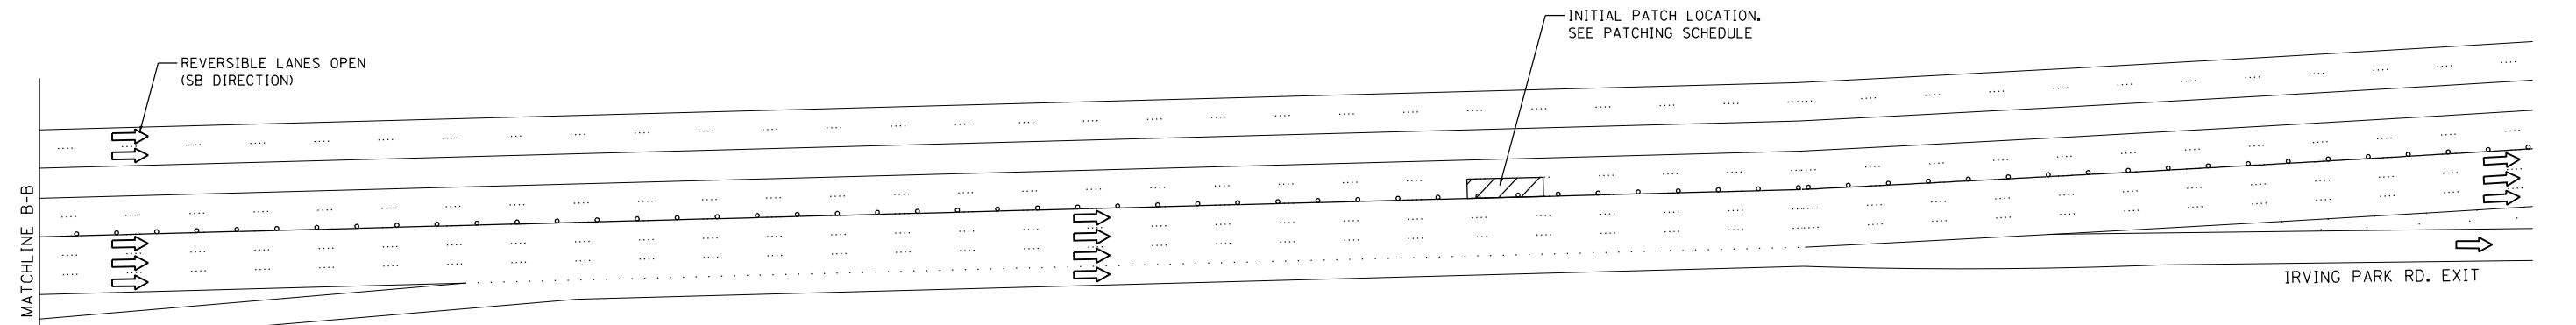 INITIAL PATCH LOCATION.
SEE PATCHING SCHEDULE
REVERSIBLE LANES OPEN
(SB DIRECTION)
MATCHLINE B-B
IRVING PARK RD. EXIT